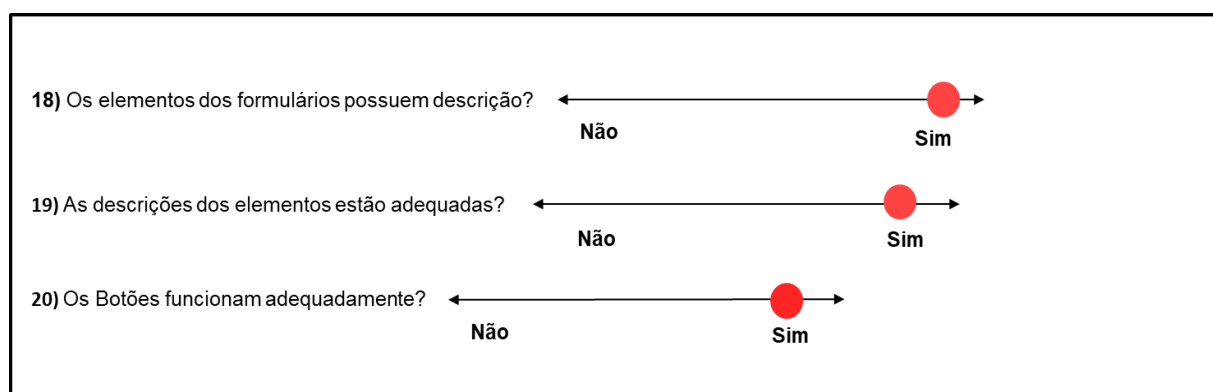 18) Os elementos dos formulários possuem descrição?
Não Sim
19) As descrições dos elementos estão adequadas?
Não Sim
20) Os Botões funcionam adequadamente?
Não Sim